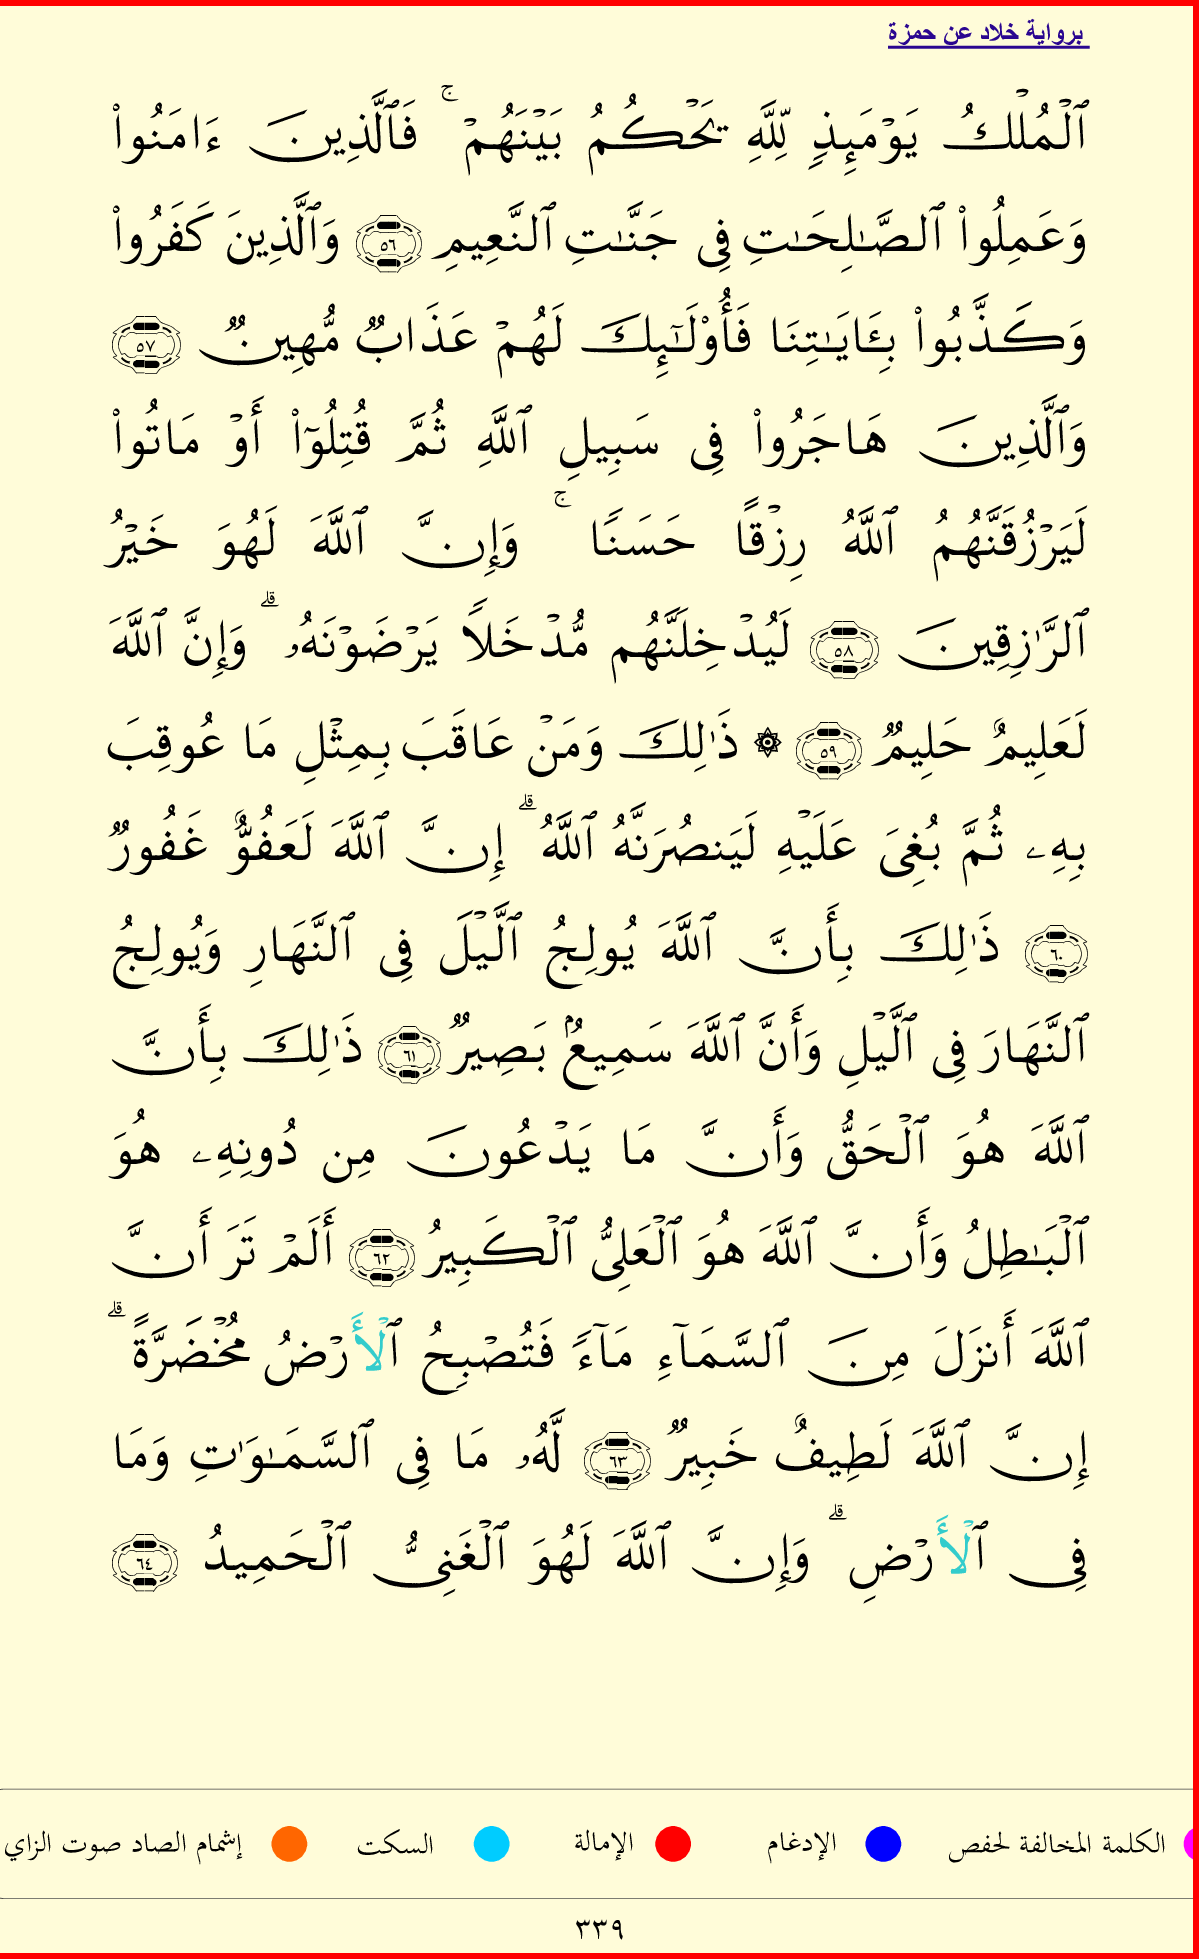 برواية خلاد عن حمزة
ٱلۡمُلۡكُ يَوۡمَئِذٖ لِّلَّهِ يَحۡكُمُ بَيۡنَهُمۡۚ فَٱلَّذِينَ ءَامَنُواْ
وَعَمِلُواْ ٱلصَّٰلِحَٰتِ فِي جَنَّٰتِ ٱلنَّعِيمِ ٥٦ وَٱلَّذِينَ كَفَرُواْ
وَكَذَّبُواْ بِـَٔايَٰتِنَا فَأُوْلَٰٓئِكَ لَهُمۡ عَذَابٞ مُّهِينٞ ٥٧
وَٱلَّذِينَ هَاجَرُواْ فِي سَبِيلِ ٱللَّهِ ثُمَّ قُتِلُوٓاْ أَوۡ مَاتُواْ
لَيَرۡزُقَنَّهُمُ ٱللَّهُ رِزۡقًا حَسَنٗاۚ وَإِنَّ ٱللَّهَ لَهُوَ خَيۡرُ
ٱلرَّٰزِقِينَ ٥٨ لَيُدۡخِلَنَّهُم مُّدۡخَلٗا يَرۡضَوۡنَهُۥۗ وَإِنَّ ٱللَّهَ
لَعَلِيمٌ حَلِيمٞ ٥٩ ۞ ذَٰلِكَ وَمَنۡ عَاقَبَ بِمِثۡلِ مَا عُوقِبَ
بِهِۦ ثُمَّ بُغِيَ عَلَيۡهِ لَيَنصُرَنَّهُ ٱللَّهُۗ إِنَّ ٱللَّهَ لَعَفُوٌّ غَفُورٞ
٦٠ ذَٰلِكَ بِأَنَّ ٱللَّهَ يُولِجُ ٱلَّيۡلَ فِي ٱلنَّهَارِ وَيُولِجُ
ٱلنَّهَارَ فِي ٱلَّيۡلِ وَأَنَّ ٱللَّهَ سَمِيعُۢ بَصِيرٞ ٦١ ذَٰلِكَ بِأَنَّ
ٱللَّهَ هُوَ ٱلۡحَقُّ وَأَنَّ مَا يَدۡعُونَ مِن دُونِهِۦ هُوَ
ٱلۡبَٰطِلُ وَأَنَّ ٱللَّهَ هُوَ ٱلۡعَلِيُّ ٱلۡكَبِيرُ ٦٢ أَلَمۡ تَرَ أَنَّ
ٱللَّهَ أَنزَلَ مِنَ ٱلسَّمَآءِ مَآءٗ فَتُصۡبِحُ ٱلۡأَرۡضُ مُخۡضَرَّةًۗ
إِنَّ ٱللَّهَ لَطِيفٌ خَبِيرٞ ٦٣ لَّهُۥ مَا فِي ٱلسَّمَٰوَٰتِ وَمَا
فِي ٱلۡأَرۡضِۗ وَإِنَّ ٱللَّهَ لَهُوَ ٱلۡغَنِيُّ ٱلۡحَمِيدُ ٦٤
الكلمة المخالفة لحفص الإدغام الإمالة السكت إشمام الصاد صوت الزاي
٣٣٩